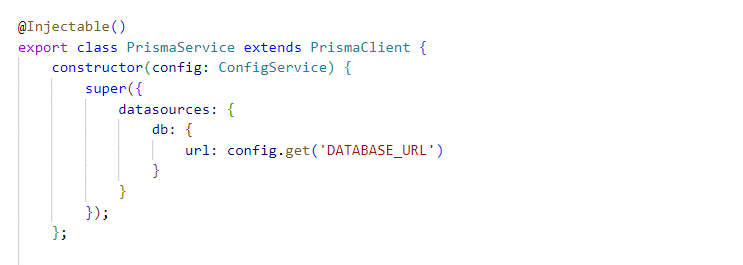 @Injectable()
export class PrismaService extends PrismaClient {
    constructor(config: ConfigService) {
        super({
            datasources: {
                db: {
                    url: config.get('DATABASE_URL')
                }
            }
        });
    };